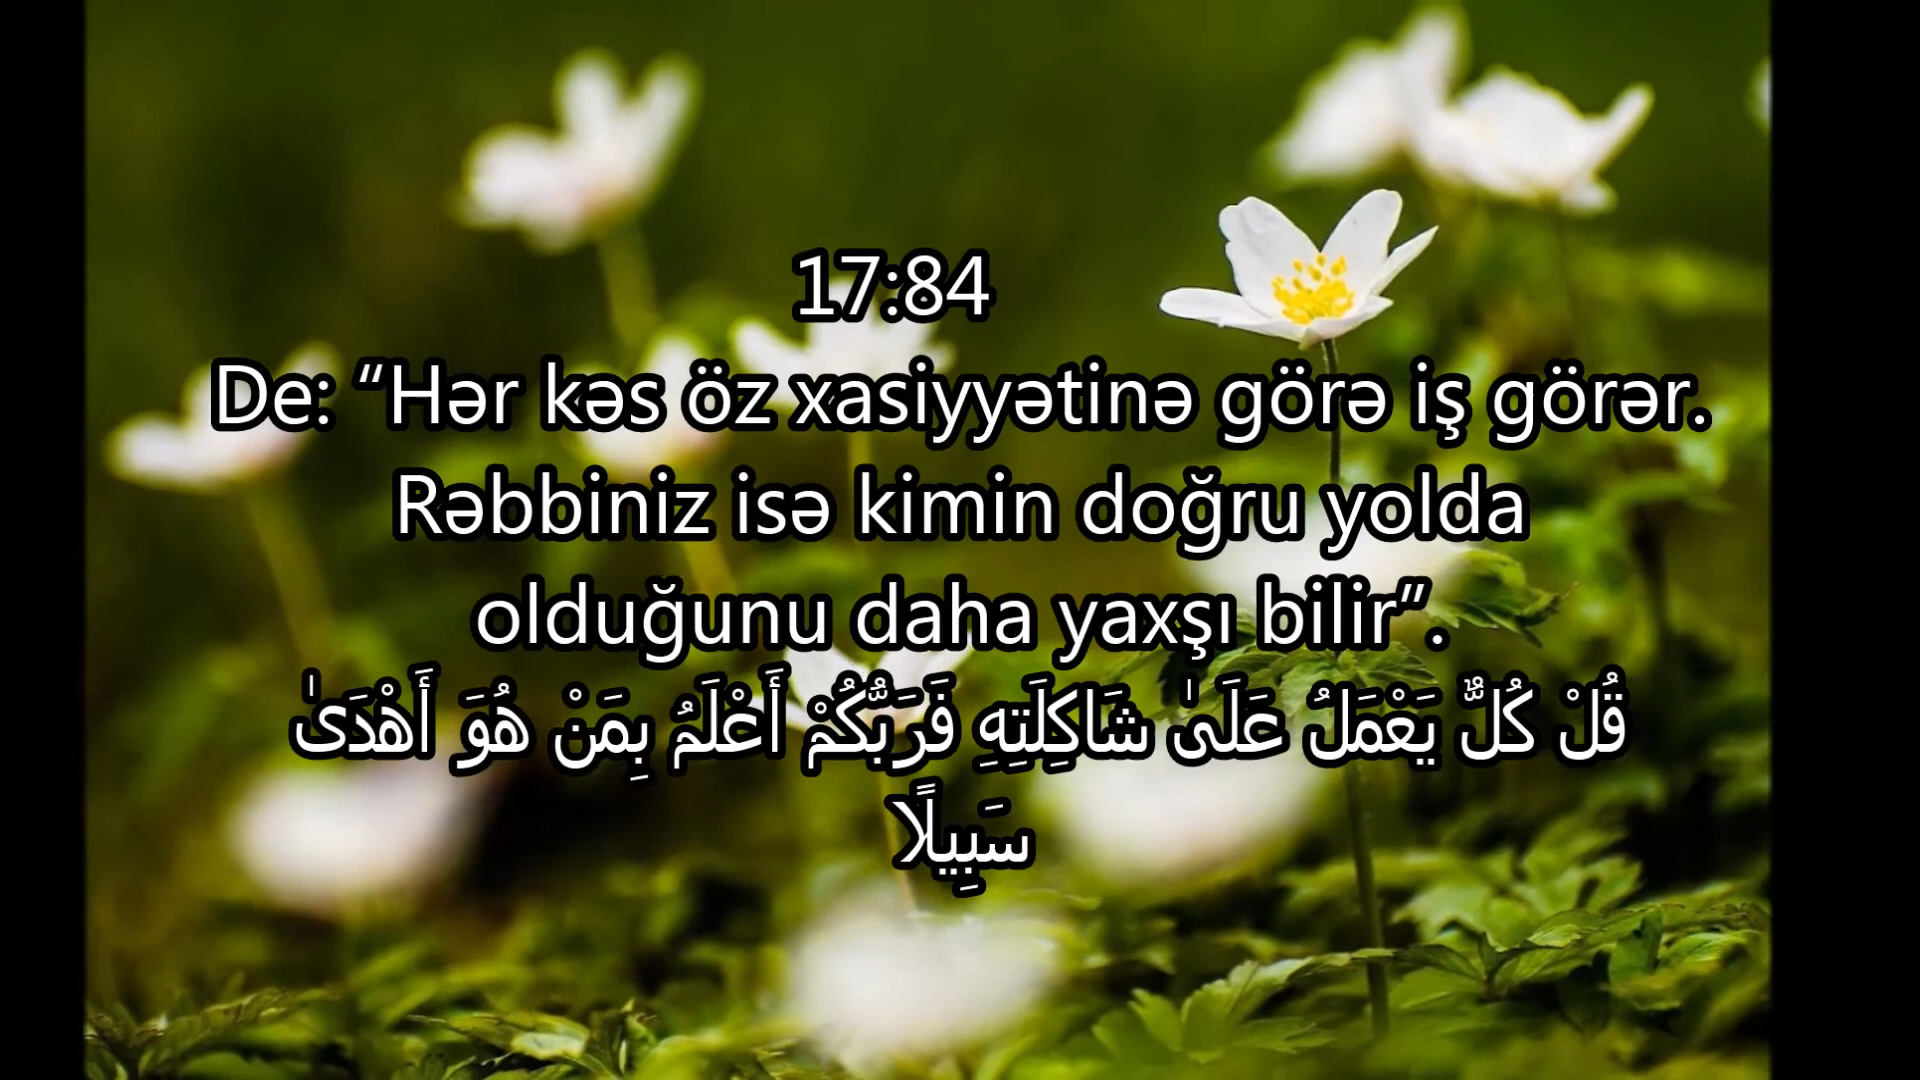 17:84
De: “Hər kəs öz xasiyyətinə görə iş görər.
Rəbbiniz isə kimin doğru yolda
olduğunu daha yaxşı bilir”.
قُلْ كُلٌّ يَعْمَلُ عَلَىٰ شَاكِلَتِهِ فَرَبُّكُمْ أَعْلَمُ بِمَنْ هُوَ أَهْدَىٰ
سَبِيلًا